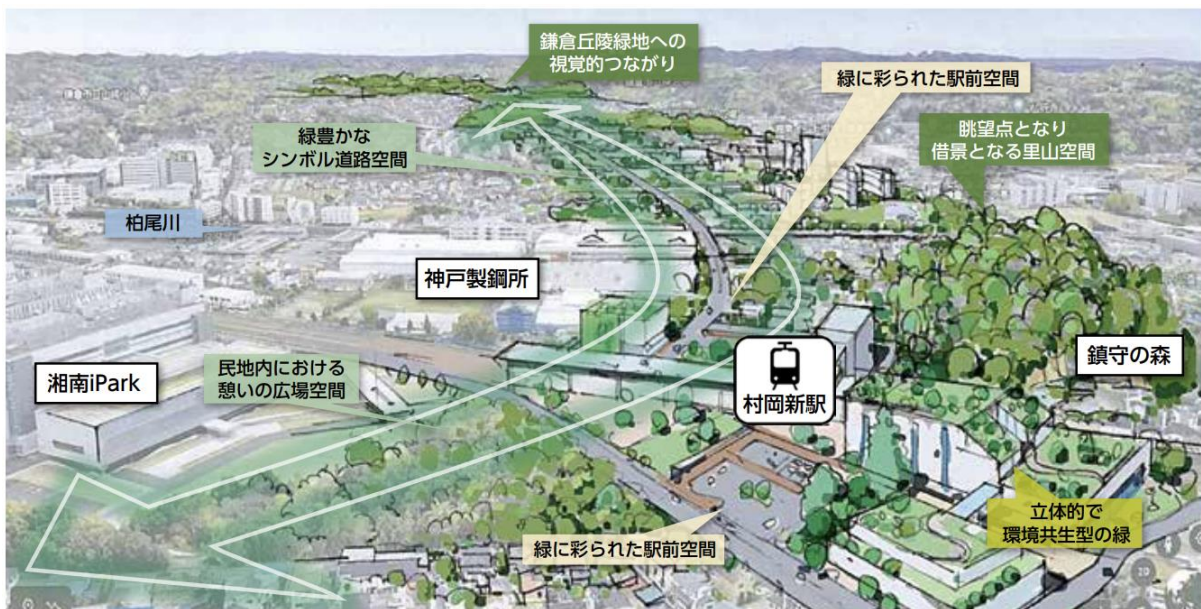 鎌倉丘陵緑地への
視覚的つながり
緑に彩られた駅前空間
緑豊かな
シンボル道路空間
眺望点となり
借景となる里山空間
柏尾川
神戸製鋼所
湘南iPark
民地内における
憩いの広場空間
村岡新駅
鎮守の森
立体的で
環境共生型の緑
緑に彩られた駅前空間